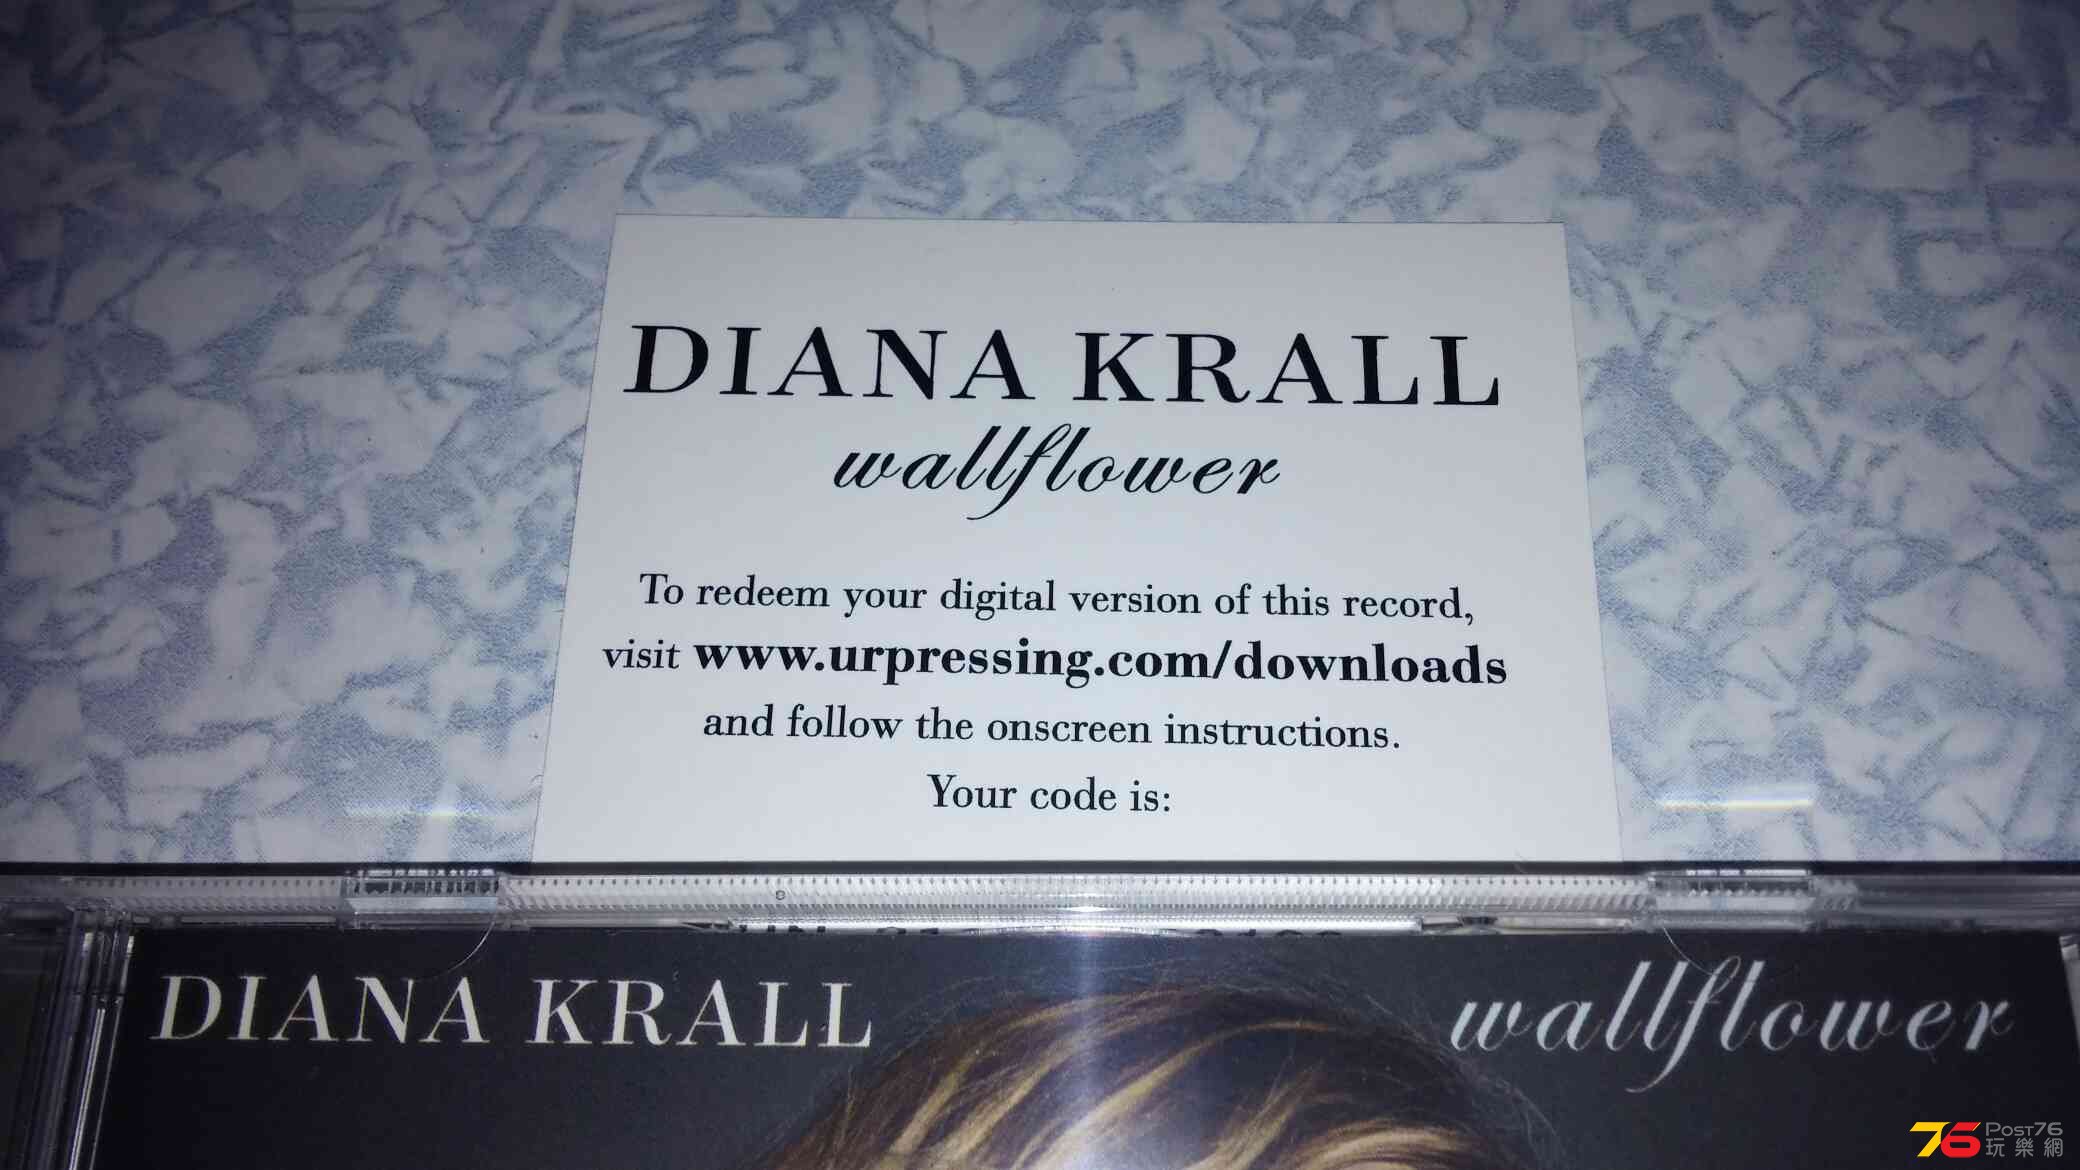 DIANA KRALL
wallflower
To redeem your digital version of this record,
visit www.urpressing.com/downloads
and follow the onscreen instructions.
Your code is:
DIANA KRALL
wallflower
76 POST76
玩樂網